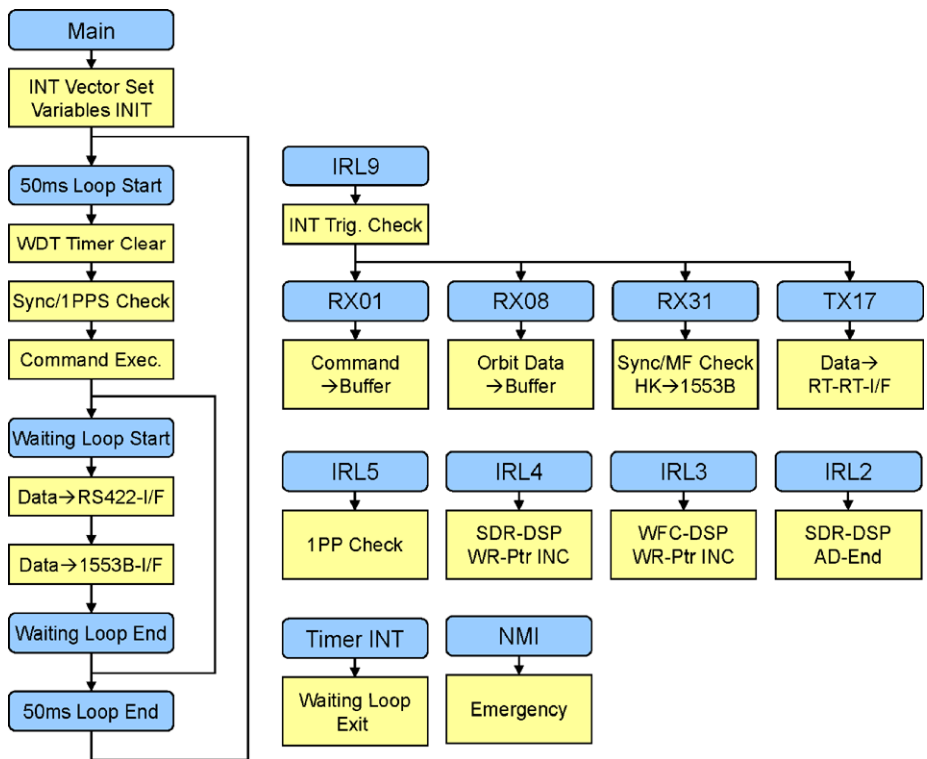 Main
INT Vector Set
Variables INIT
50ms Loop Start
WDT Timer Clear
Sync/1PPS Check
Command Exec.
Waiting Loop Start
Data→RS422-I/F
Data→1553B-I/F
Waiting Loop End
50ms Loop End
IRL9
INT Trig. Check
RX01
Command
→Buffer
RX08
Orbit Data
→Buffer
RX31
Sync/MF Check
HK→1553B
TX17
Data→
RT-RT-I/F
IRL5
1PP Check
IRL4
SDR-DSP
WR-Ptr INC
IRL3
WFC-DSP
WR-Ptr INC
IRL2
SDR-DSP
AD-End
Timer INT
Waiting Loop
Exit
NMI
Emergency